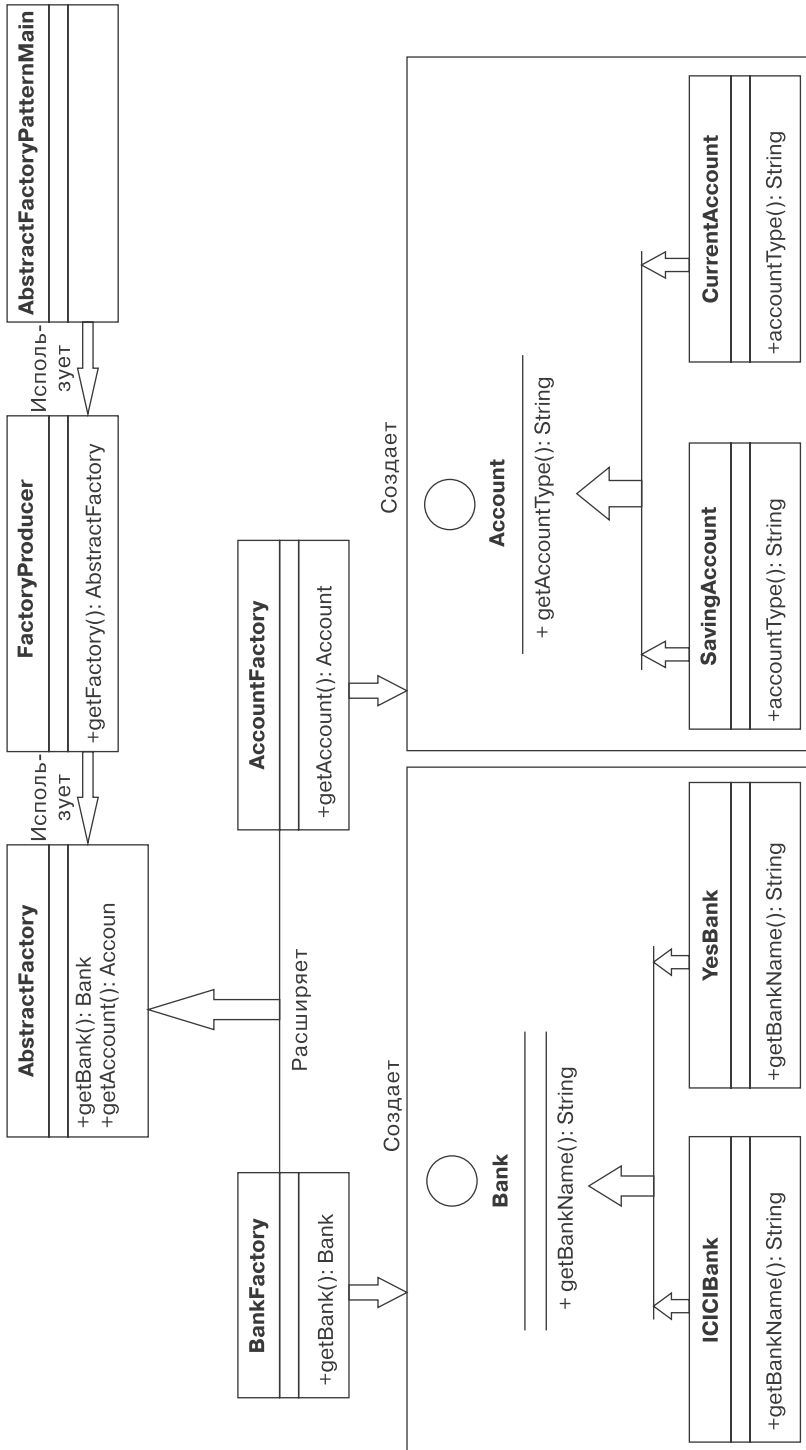 AbstractFactory
+getBank(): Bank
+getAccount(): Accoun
Исполь-
зует
FactoryProducer
+getFactory(): AbstractFactory
Исполь-
зует
AbstractFactoryPatternMain
Расширяет
BankFactory
+getBank(): Bank
AccountFactory
+getAccount(): Account
Создает
Bank
+ getBankName(): String
ICICIBank
+getBankName(): String
YesBank
+getBankName(): String
Создает
Account
+ getAccountType(): String
SavingAccount
+accountType(): String
CurrentAccount
+accountType(): String